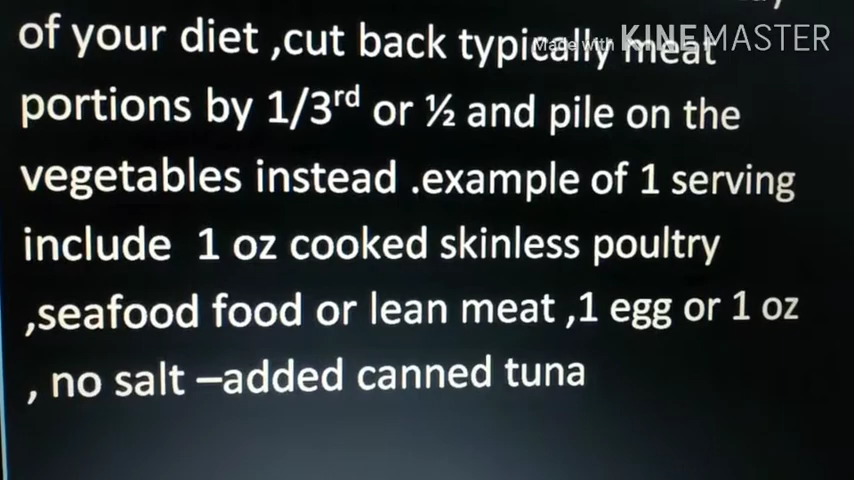 of your diet ,cut back typically meat
Made with KINEMASTER
portions by 1/3rd or ½ and pile on the
vegetables instead .example of 1 serving
include 1 oz cooked skinless poultry
,seafood food or lean meat ,1 egg or 1 oz
, no salt –added canned tuna